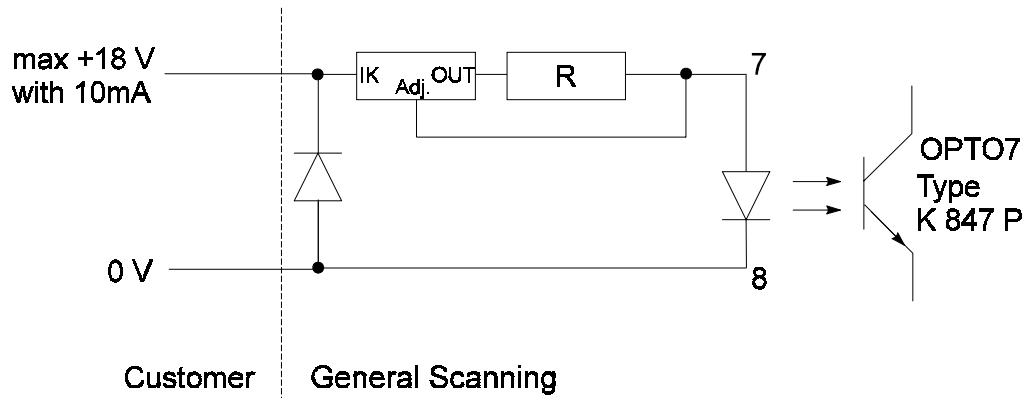 max +18 V
with 10mA
IK
Adj.
OUT
R
7
OPTO7
Type
K 847 P
0 V
8
Customer
General Scanning